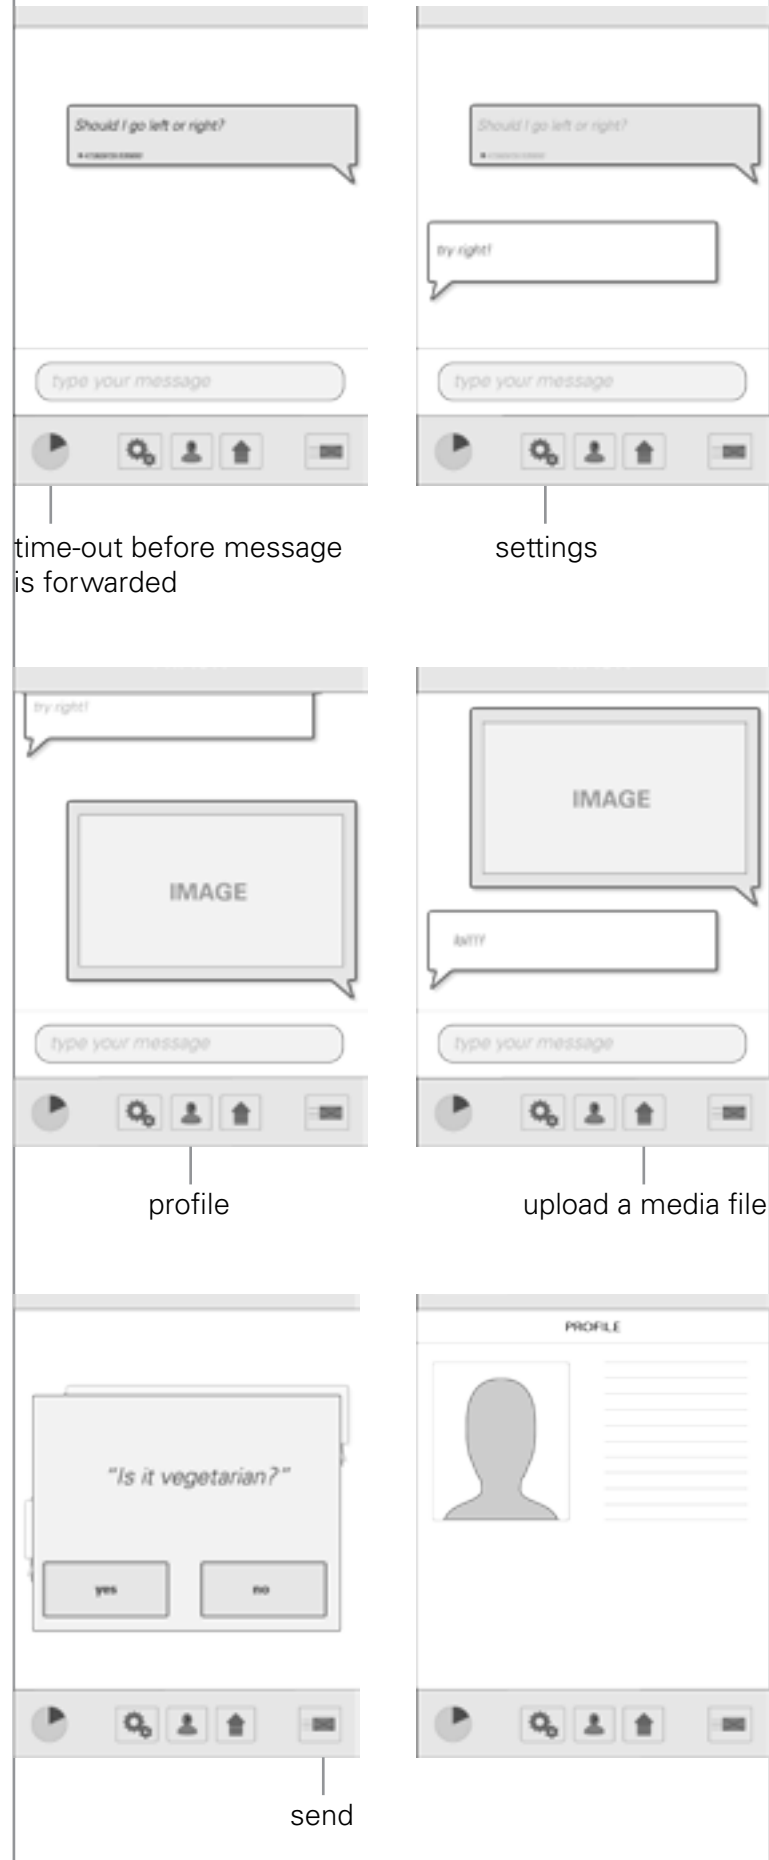 Should I go left or right?
Should I go left or right?
try right!
type your message
type your message
time-out before message
is forwarded
settings
try right!
IMAGE
IMAGE
type your message
type your message
profile
upload a media file
PROFILE
"Is it vegetarian?"
yes
no
send